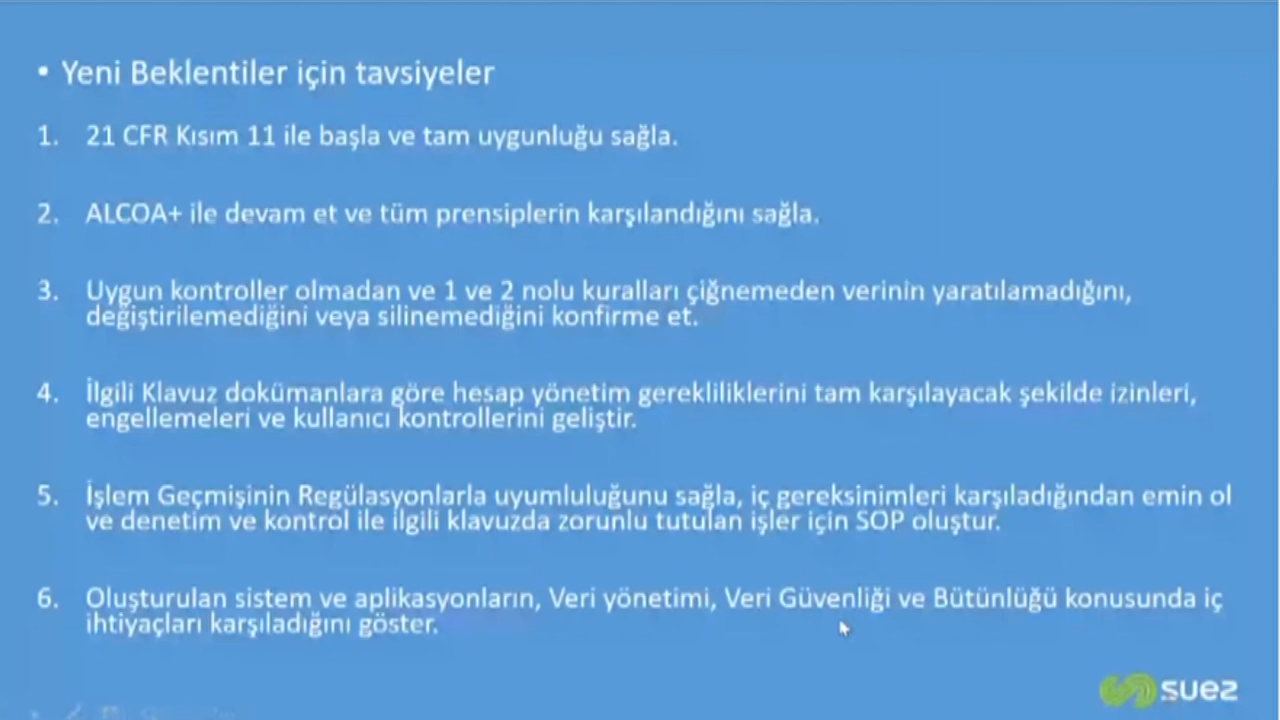 • Yeni Beklentiler için tavsiyeler
1. 21 CFR Kısım 11 ile başla ve tam uygunluğu sağla.
2. ALCOA+ ile devam et ve tüm prensiplerin karşılandığını sağla.
3. Uygun kontroller olmadan ve 1 ve 2 nolu kuralları çiğnemeden verinin yaratılamadığını,
değiştirilemediğini veya silinemediğini konfirme et.
4. İlgili Klavuz dokümanlara göre hesap yönetim gerekliliklerini tam karşılayacak şekilde izinleri,
engellemeleri ve kullanıcı kontrollerini geliştir.
5. İşlem Geçmişinin Regülasyonlarla uyumluluğunu sağla, iç gereksinimleri karşıladığından emin ol
ve denetim ve kontrol ile ilgili klavuzda zorunlu tutulan işler için SOP oluştur.
6. Oluşturulan sistem ve aplikasyonların, Veri yönetimi, Veri Güvenliği ve Bütünlüğü konusunda iç
ihtiyaçları karşıladığını göster.
suez